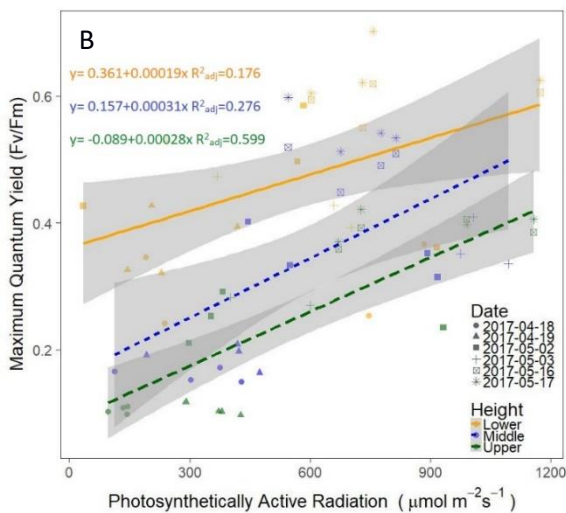 B
y= 0.361+0.00019x R²adj=0.176
y= 0.157+0.00031x R²adj=0.276
y= -0.089+0.00028x R²adj=0.599
Maximum Quantum Yield (Fv/Fm)
0.6
0.4
0.2
Date
2017-04-18
2017-04-19
2017-05-02
2017-05-03
2017-05-16
2017-05-17
Height
Lower
Middle
Upper
0 300 600 900 1200
Photosynthetically Active Radiation ( μmol m⁻²s⁻¹)